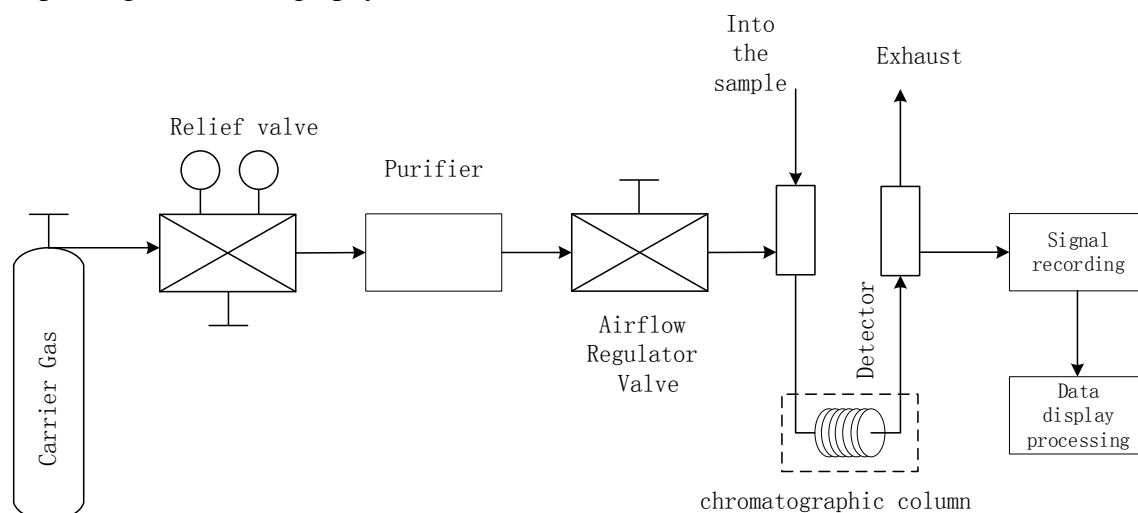 Into
the
sample
Exhaust
Relief valve
Purifier
Signal
recording
Airflow
Regulator
Valve
Detector
Carrier Gas
Data
display
processing
chromatographic column